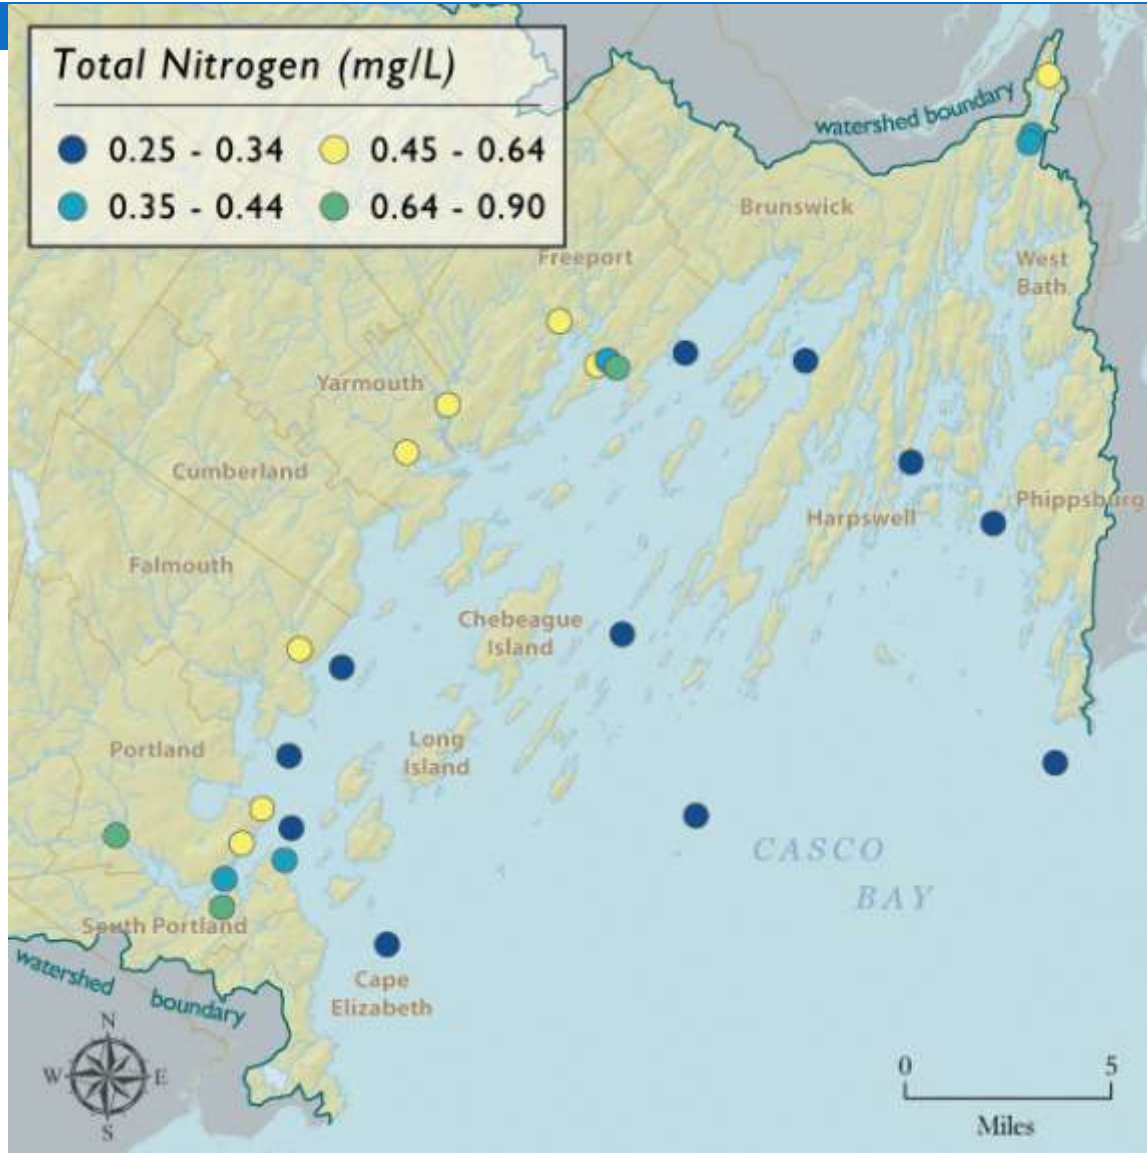 Total Nitrogen (mg/L)
0.25 - 0.34
0.45 - 0.64
0.35 - 0.44
0.64 - 0.90
watershed boundary
Brunswick
Freeport
West
Bath
Yarmouth
Cumberland
Harpswell
Phippsburg
Falmouth
Chebeague
Island
Long
Island
Portland
CASCO
BAY
South Portland
Cape
Elizabeth
watershed boundary
N
W
E
S
0 5
Miles